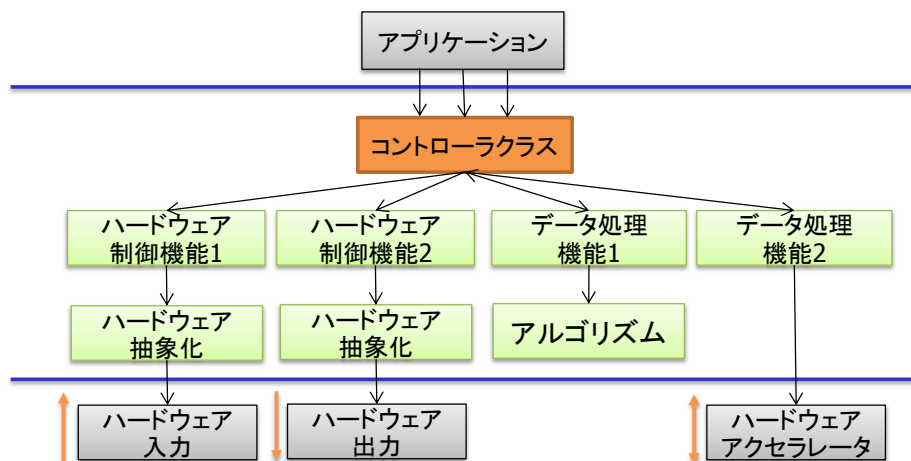 アプリケーション
コントローラクラス
ハードウェア
制御機能1
ハードウェア
制御機能2
データ処理
機能1
データ処理
機能2
ハードウェア
抽象化
ハードウェア
抽象化
アルゴリズム
ハードウェア
入力
ハードウェア
出力
ハードウェア
アクセラレータ